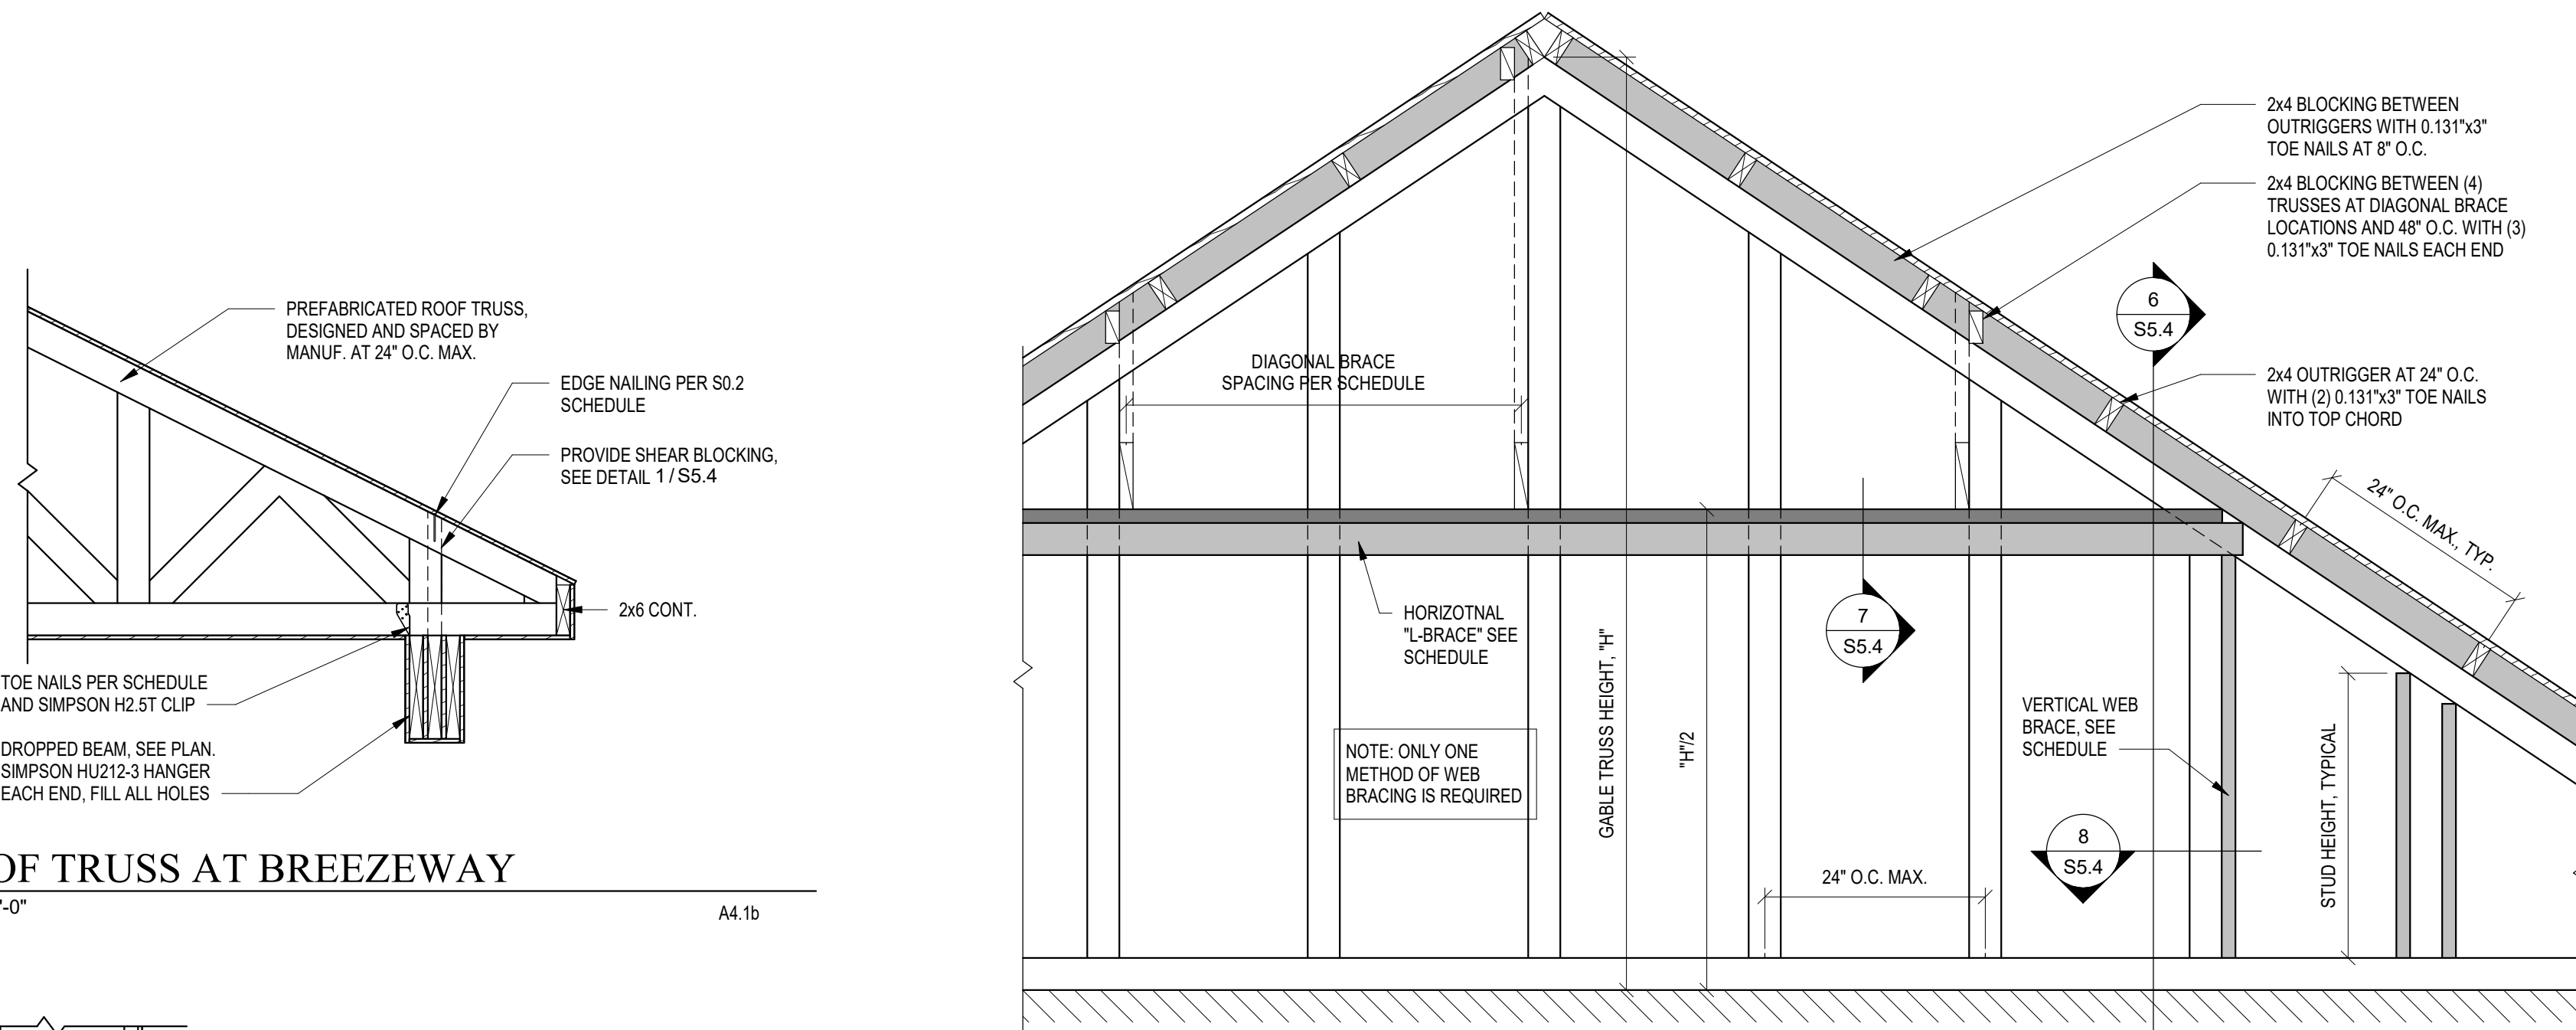 PREFABRICATED ROOF TRUSS,
DESIGNED AND SPACED BY
MANUF. AT 24" O.C. MAX.
EDGE NAILING PER S0.2
SCHEDULE
PROVIDE SHEAR BLOCKING,
SEE DETAIL 1 / S5.4
2x6 CONT.
TOE NAILS PER SCHEDULE
AND SIMPSON H2.5T CLIP
DROPPED BEAM, SEE PLAN.
SIMPSON HU212-3 HANGER
EACH END, FILL ALL HOLES
OF TRUSS AT BREEZEWAY
'-0"
A4.1b
2x4 BLOCKING BETWEEN
OUTRIGGERS WITH 0.131"x3"
TOE NAILS AT 8" O.C.
2x4 BLOCKING BETWEEN (4)
TRUSSES AT DIAGONAL BRACE
LOCATIONS AND 48" O.C. WITH (3)
0.131"x3" TOE NAILS EACH END
6
S5.4
DIAGONAL BRACE
SPACING PER SCHEDULE
2x4 OUTRIGGER AT 24" O.C.
WITH (2) 0.131"x3" TOE NAILS
INTO TOP CHORD
24" O.C. MAX., TYP.
HORIZOTNAL
"L-BRACE" SEE
SCHEDULE
GABLE TRUSS HEIGHT, "H"
"H"/2
7
S5.4
NOTE: ONLY ONE
METHOD OF WEB
BRACING IS REQUIRED
VERTICAL WEB
BRACE, SEE
SCHEDULE
8
S5.4
24" O.C. MAX.
STUD HEIGHT, TYPICAL